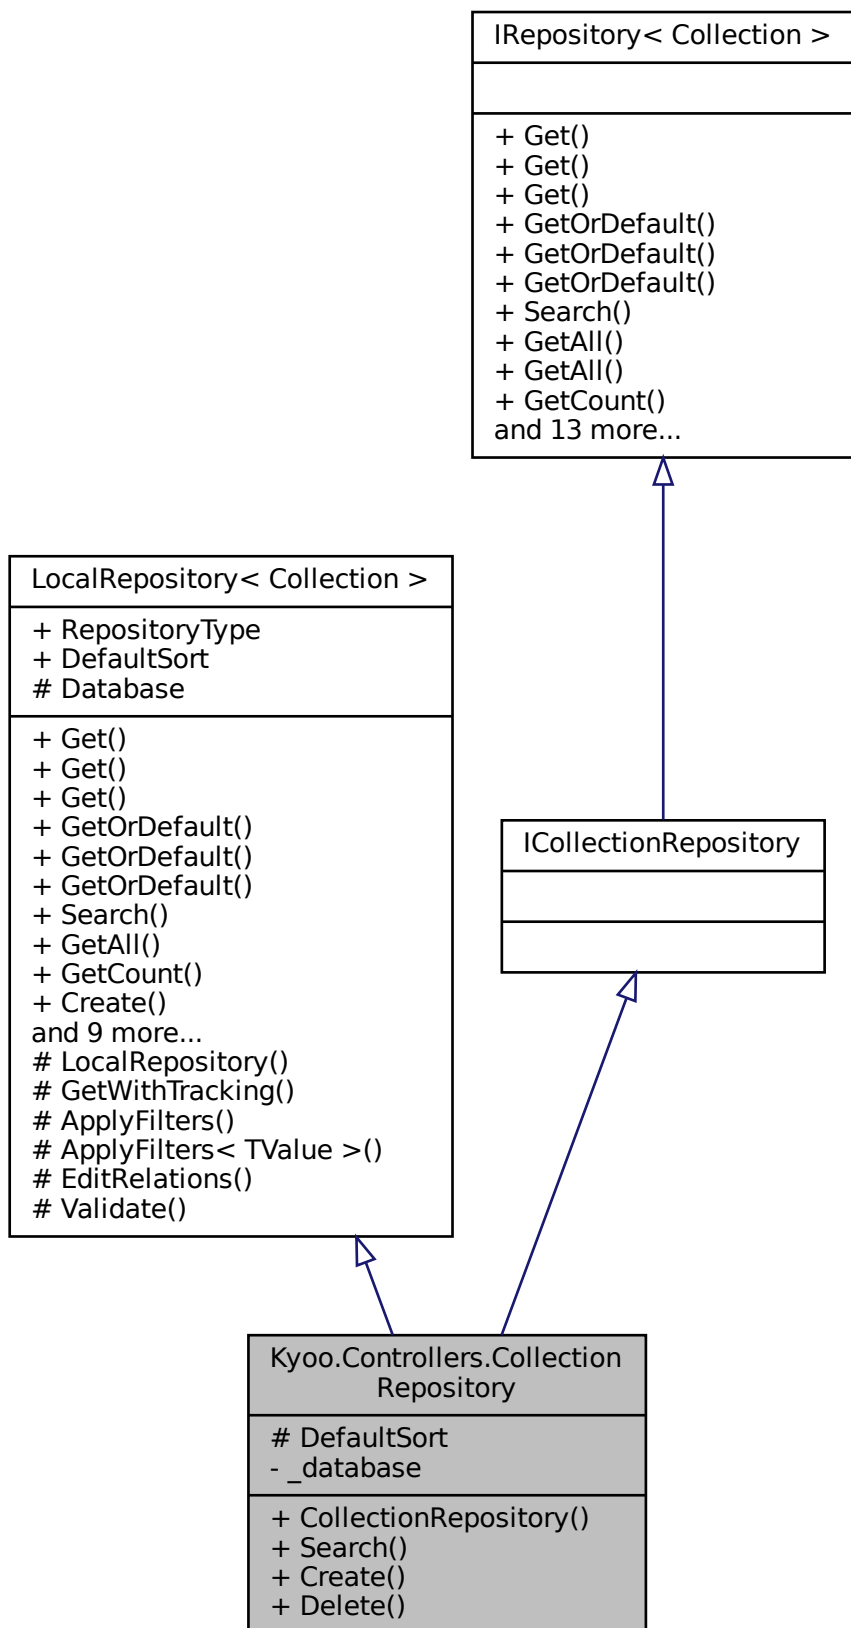 IRepository< Collection >
+ Get()
+ Get()
+ Get()
+ GetOrDefault()
+ GetOrDefault()
+ GetOrDefault()
+ Search()
+ GetAll()
+ GetAll()
+ GetCount()
and 13 more...
LocalRepository< Collection >
+ RepositoryType
+ DefaultSort
# Database
+ Get()
+ Get()
+ Get()
+ GetOrDefault()
+ GetOrDefault()
+ GetOrDefault()
+ Search()
+ GetAll()
+ GetCount()
+ Create()
and 9 more...
# LocalRepository()
# GetWithTracking()
# ApplyFilters()
# ApplyFilters< TValue >()
# EditRelations()
# Validate()
ICollectionRepository
Kyoo.Controllers.Collection
Repository
# DefaultSort
- _database
+ CollectionRepository()
+ Search()
+ Create()
+ Delete()